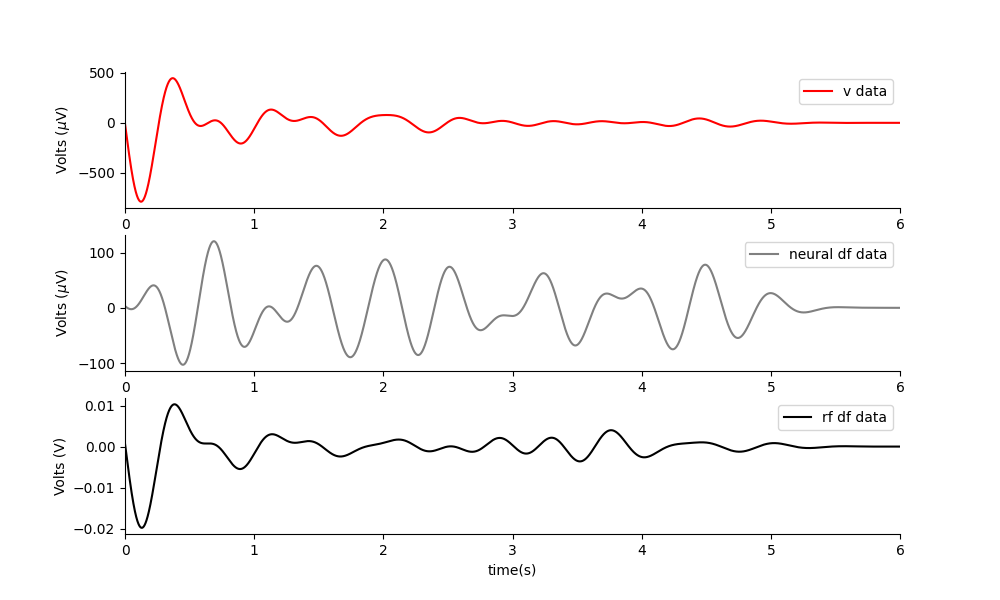 500
0
−500
Volts (μV)
v data
0 1 2 3 4 5 6
100
0
−100
Volts (μV)
neural df data
0 1 2 3 4 5 6
0.01
0.00
−0.01
−0.02
Volts (V)
rf df data
0 1 2 3 4 5 6
time(s)